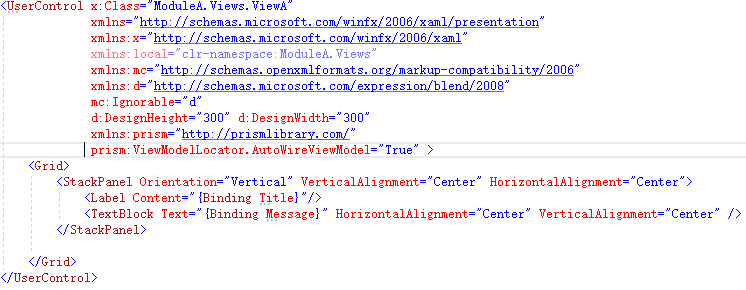 <UserControl x:Class="ModuleA.Views.ViewA"
xmlns="http://schemas.microsoft.com/winfx/2006/xaml/presentation"
xmlns:x="http://schemas.microsoft.com/winfx/2006/xaml"
xmlns:local="clr-namespace:ModuleA.Views"
xmlns:mc="http://schemas.openxmlformats.org/markup-compatibility/2006"
xmlns:d="http://schemas.microsoft.com/expression/blend/2008"
mc:Ignorable="d"
d:DesignHeight="300" d:DesignWidth="300"
xmlns:prism="http://prismlibrary.com/"
prism:ViewModelLocator.AutoWireViewModel="True" >
<Grid>
<StackPanel Orientation="Vertical" VerticalAlignment="Center" HorizontalAlignment="Center">
<Label Content="{Binding Title}"/>
<TextBlock Text="{Binding Message}" HorizontalAlignment="Center" VerticalAlignment="Center" />
</StackPanel>
</Grid>
</UserControl>